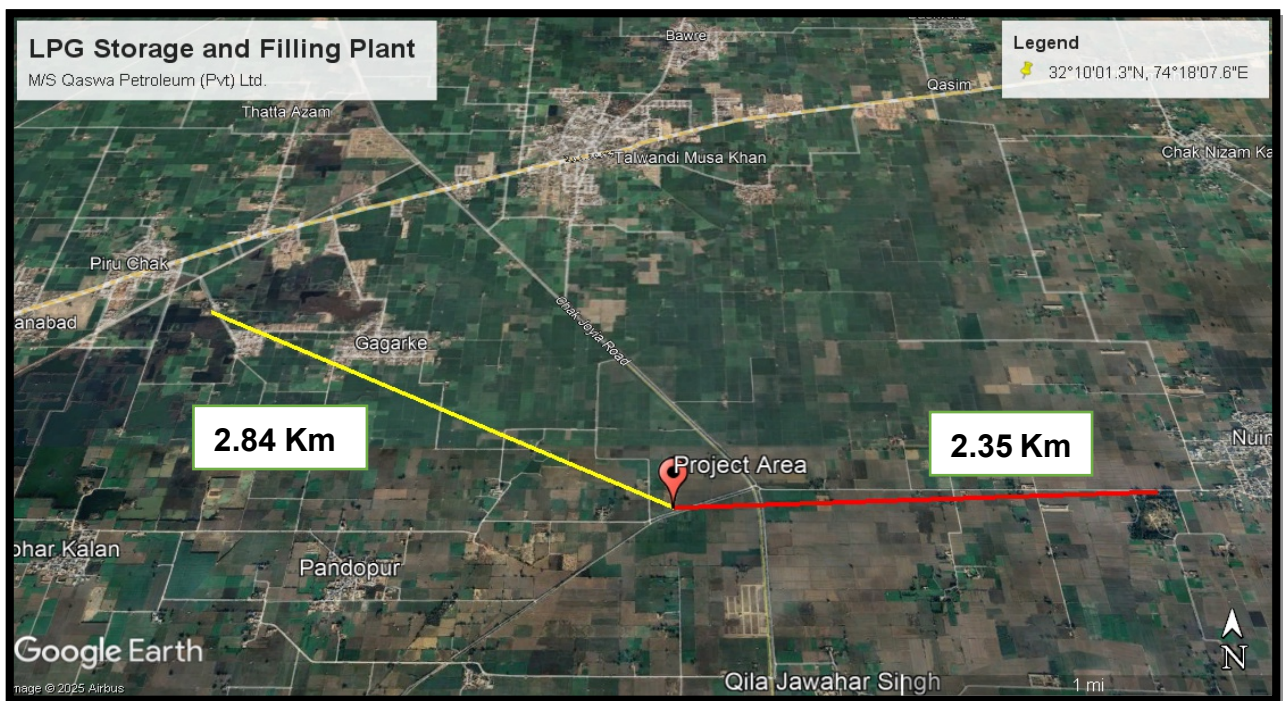 LPG Storage and Filling Plant
M/S Qaswa Petroleum (Pvt) Ltd.
Legend
32°10'01.3"N, 74°18'07.6"E
Bawre
Qasim
Thatta Azam
Talwandi Musa Khan
Chak Nizam Ka
Piru Chak
anabad
Chak Joyia Road
Gagarke
2.84 Km
2.35 Km
Nuin
Project Area
ohar Kalan
Pandopur
Google Earth
N
Qila Jawahar Singh
1 mi
mage © 2025 Airbus